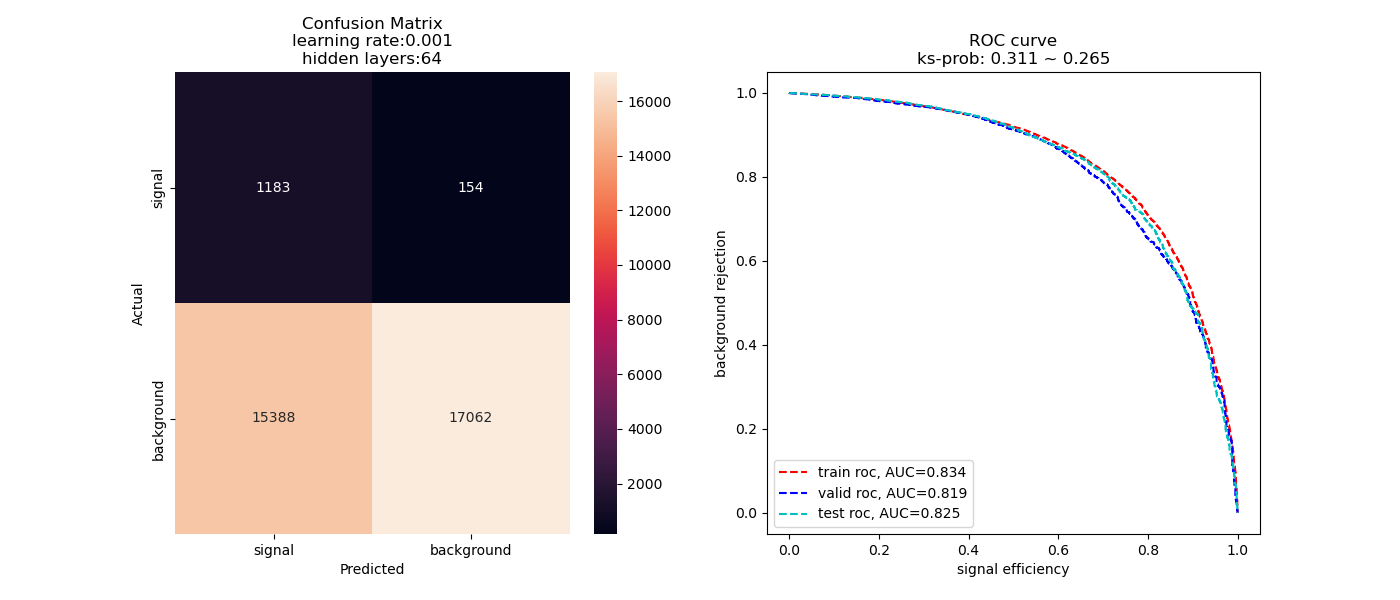 Confusion Matrix
learning rate:0.001
hidden layers:64
signal
background
Actual
1183
154
15388
17062
signal
background
Predicted
16000
14000
12000
10000
8000
6000
4000
2000
ROC curve
ks-prob: 0.311 ~ 0.265
background rejection
1.0
0.8
0.6
0.4
0.2
0.0
train roc, AUC=0.834
valid roc, AUC=0.819
test roc, AUC=0.825
0.0
0.2
0.4
0.6
0.8
1.0
signal efficiency